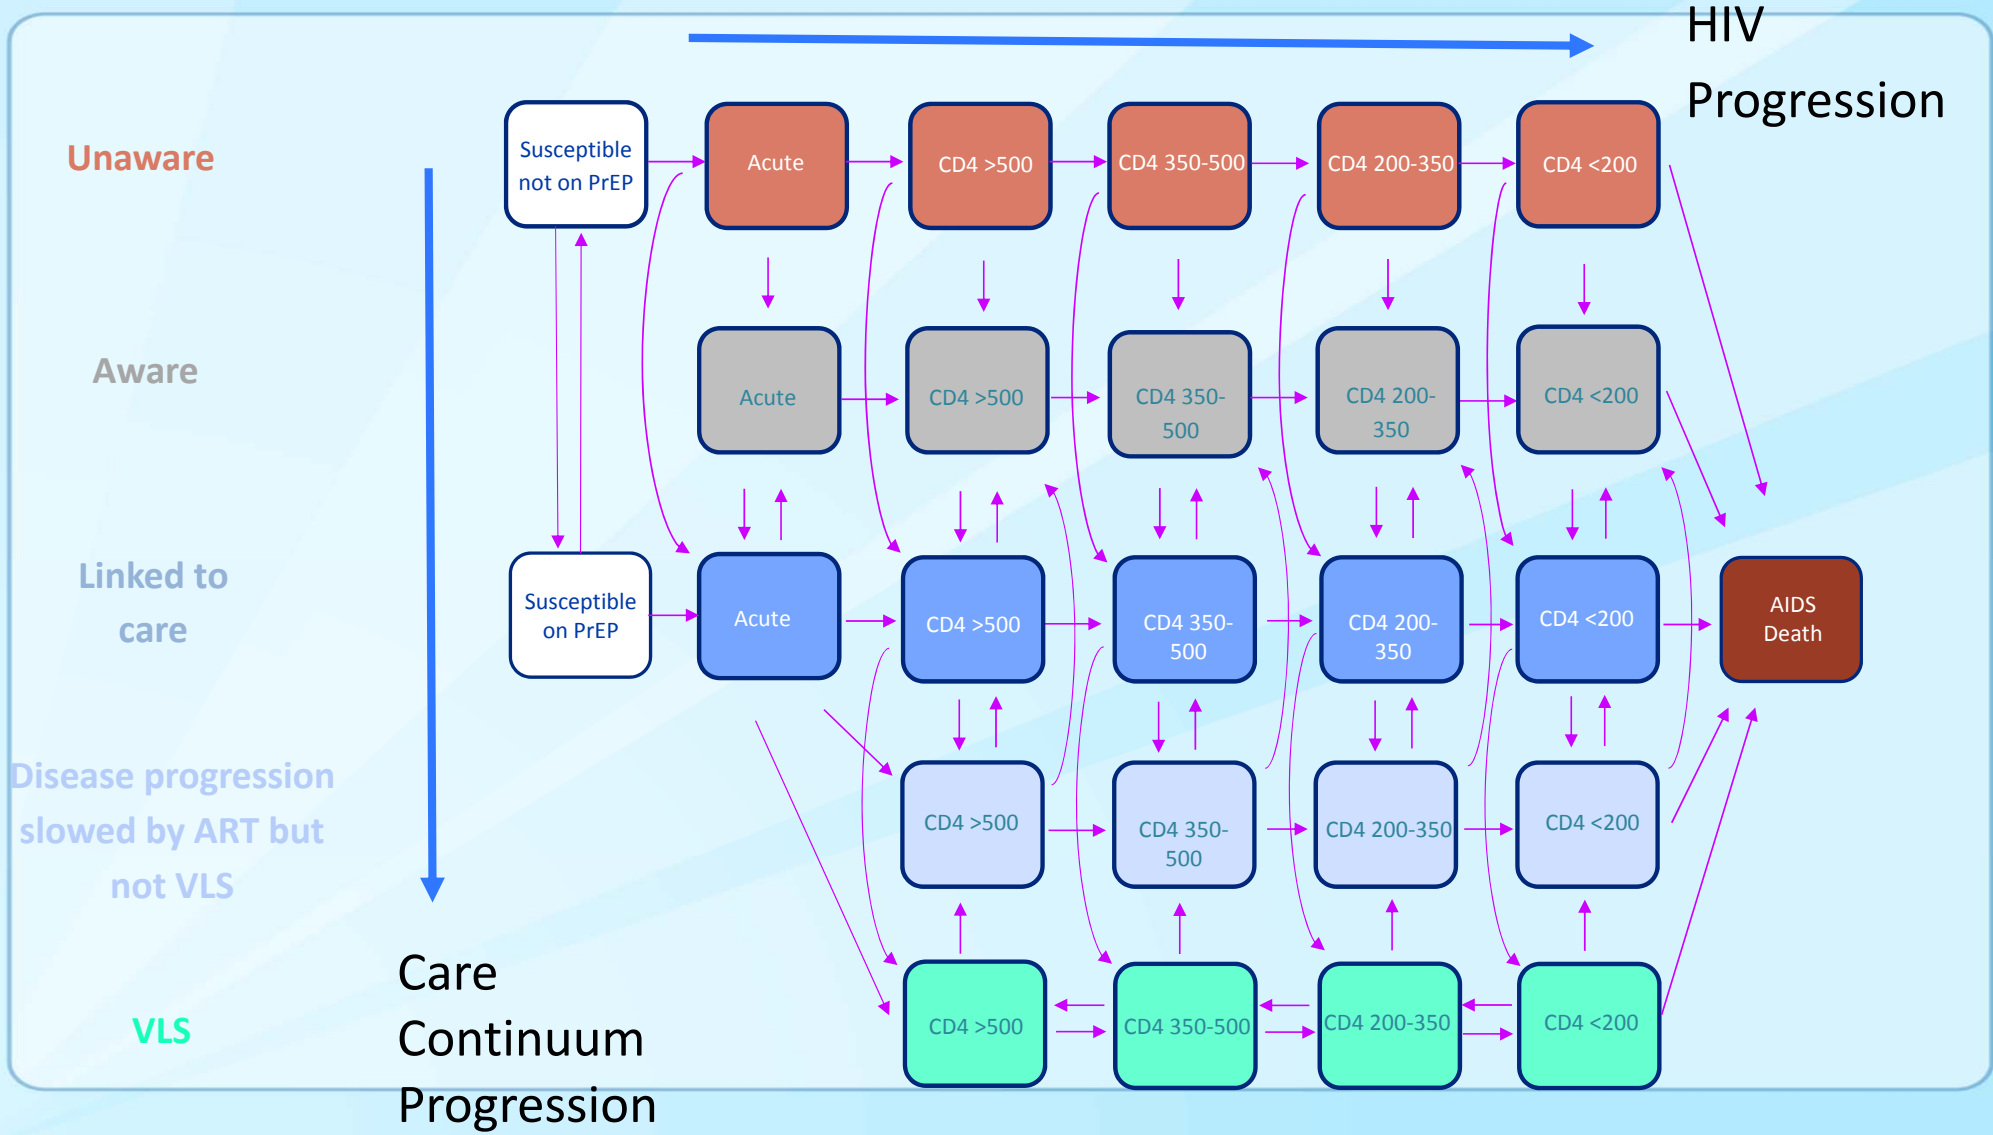 HIV
Progression
Unaware
Susceptible
not on PrEP
Acute
CD4 >500
CD4 350-500
CD4 200-350
CD4 <200
Aware
Acute
CD4 >500
CD4 350-
500
CD4 200-
350
CD4 <200
Linked to
care
Susceptible
on PrEP
Acute
CD4 >500
CD4 350-
500
CD4 200-
350
CD4 <200
AIDS
Death
Disease progression
slowed by ART but
not VLS
CD4 >500
CD4 350-
500
CD4 200-350
CD4 <200
VLS
CD4 >500
CD4 350-500
CD4 200-350
CD4 <200
Care
Continuum
Progression